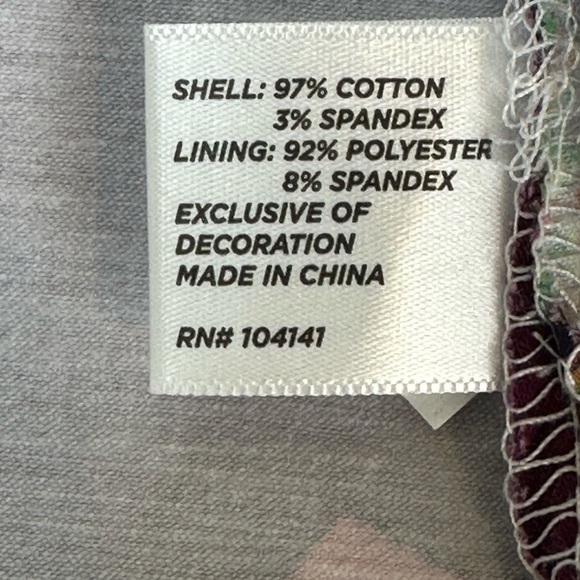 SHELL: 97% COTTON
3% SPANDEX
LINING: 92% POLYESTER
8% SPANDEX
EXCLUSIVE OF
DECORATION
MADE IN CHINA
RN# 104141